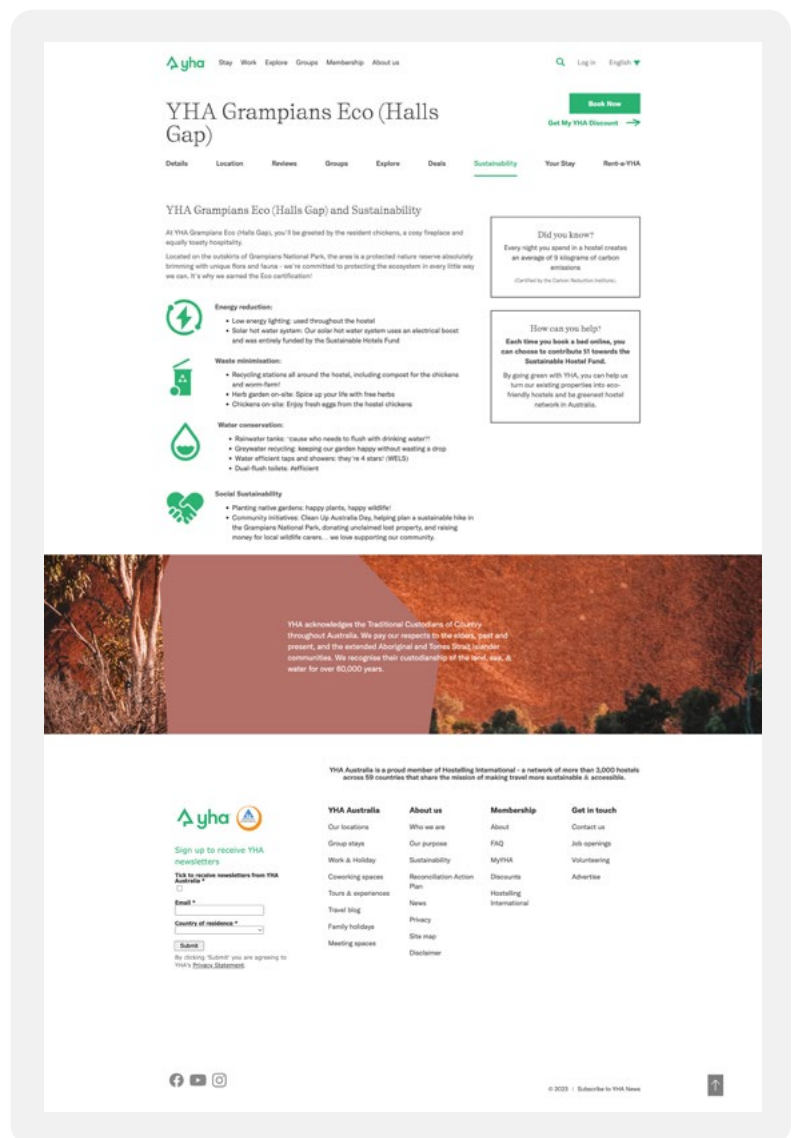 yha Stay Work Explore Groups Membership About us Log in English
YHA Grampians Eco (Halls
Gap)
Book Now
Get My YHA Discount
Details Location Reviews Groups Explore Deals Sustainability Your Stay Rent-a-YHA
YHA Grampians Eco (Halls Gap) and Sustainability
At YHA Grampians Eco (Halls Gap), you'll be greeted by the resident chickens, a cosy fireplace and
equally toasty hospitality.
Located on the outskirts of Grampians National Park, the area is a protected nature reserve absolutely
brimming with unique flora and fauna - we're committed to protecting the ecosystem in every little way
we can. It's why we earned the Eco certification!
Energy reduction:
• Low energy lighting: used throughout the hostel
• Solar hot water system: Our solar hot water system uses an electrical boost
and was entirely funded by the Sustainable Hotels Fund
Waste minimisation:
• Recycling stations all around the hostel, including compost for the chickens
and worm-farm!
• Herb garden on-site: Spice up your life with free herbs
• Chickens on-site: Enjoy fresh eggs from the hostel chickens
Water conservation:
• Rainwater tanks: 'cause who needs to flush with drinking water?!
• Greywater recycling: keeping our garden happy without wasting a drop
• Water efficient taps and showers: they're 4 stars! (WELS)
• Dual-flush toilets: #efficient
Social Sustainability
• Planting native gardens: happy plants, happy wildlife!
• Community initiatives: Clean Up Australia Day, helping plan a sustainable hike in
the Grampians National Park, donating unclaimed lost property, and raising
money for local wildlife carers... we love supporting our community.
Did you know?
Every night you spend in a hostel creates
an average of 9 kilograms of carbon
emissions
(Certified by the Carbon Reduction Institute).
How can you help?
Each time you book a bed online, you
can choose to contribute $1 towards the
Sustainable Hostel Fund.
By going green with YHA, you can help us
turn our existing properties into eco-
friendly hostels and be greenest hostel
network in Australia.
YHA acknowledges the Traditional Custodians of Country
throughout Australia. We pay our respects to the elders, past and
present, and the extended Aboriginal and Torres Strait Islander
communities. We recognise their custodianship of the land, sea, &
water for over 60,000 years.
YHA Australia is a proud member of Hostelling International - a network of more than 3,000 hostels
across 59 countries that share the mission of making travel more sustainable & accessible.
yha
Sign up to receive YHA
newsletters
Tick to receive newsletters from YHA
Australia *
Email *
Country of residence *
Submit
By clicking 'Submit' you are agreeing to
YHA's Privacy Statement.
YHA Australia
Our locations
Group stays
Work & Holiday
Coworking spaces
Tours & experiences
Travel blog
Family holidays
Meeting spaces
About us
Who we are
Our purpose
Sustainability
Reconciliation Action
Plan
News
Privacy
Site map
Disclaimer
Membership
About
FAQ
MyYHA
Discounts
Hostelling
International
Get in touch
Contact us
Job openings
Volunteering
Advertise
© 2023 | Subscribe to YHA News